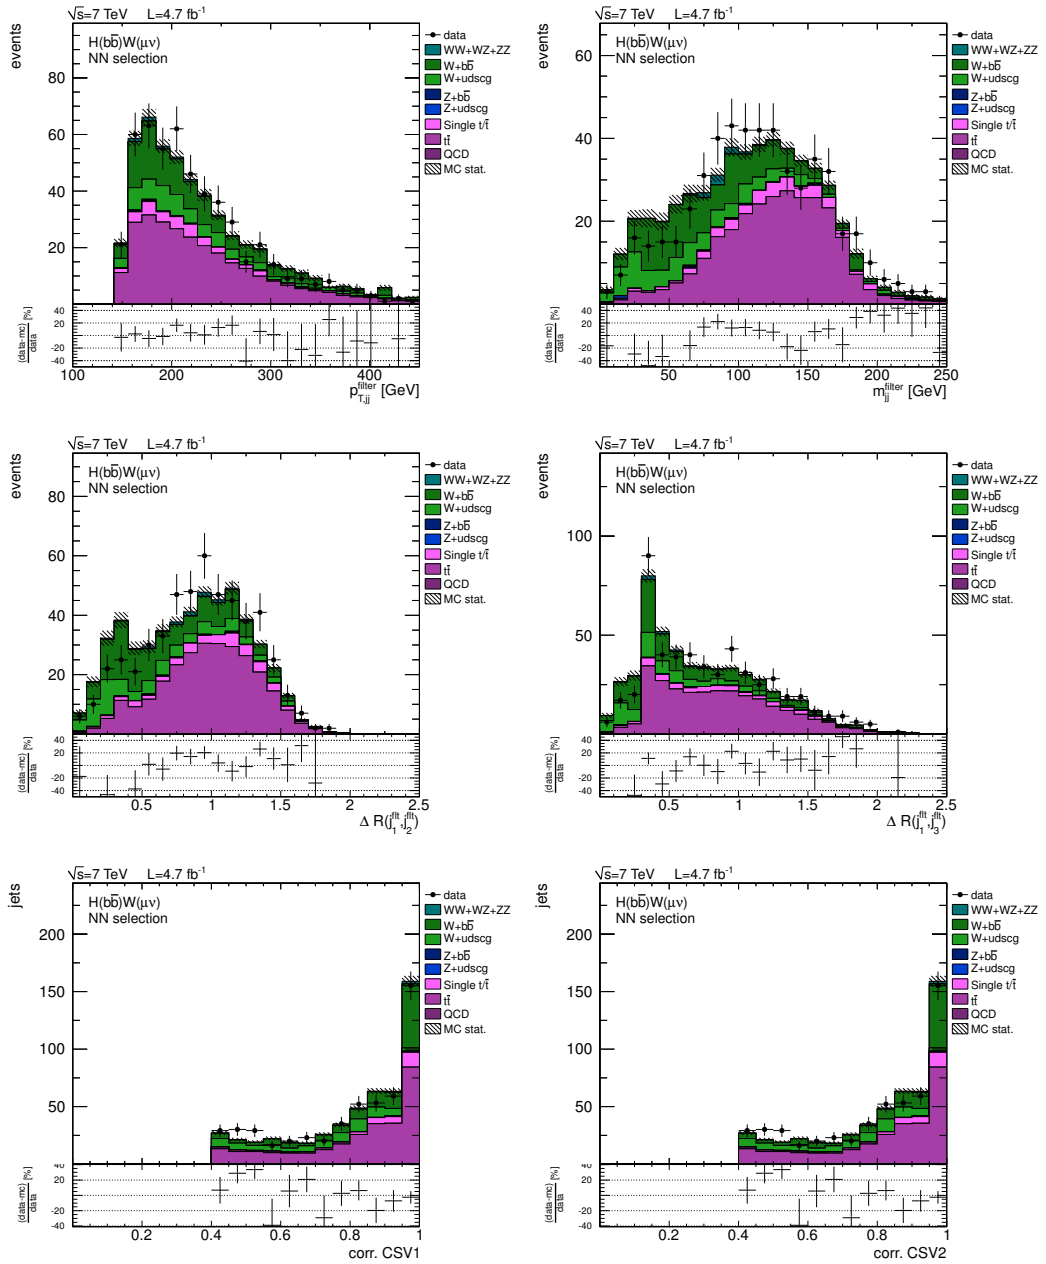 √s=7 TeV L=4.7 fb⁻¹
events
H(bb̅)W(μν)
NN selection
data
WW+WZ+ZZ
W+bb̅
W+udscg
Z+bb̅
Z+udscg
Single t/t̅
tt̅
QCD
MC stat.
80
60
40
20
(data-mc)/data [%]
40
20
0
-20
-40
100 200 300 400
p_T,jj^filter [GeV]
√s=7 TeV L=4.7 fb⁻¹
events
H(bb̅)W(μν)
NN selection
data
WW+WZ+ZZ
W+bb̅
W+udscg
Z+bb̅
Z+udscg
Single t/t̅
tt̅
QCD
MC stat.
60
40
20
(data-mc)/data [%]
40
20
0
-20
-40
0 50 100 150 200 250
m_jj^filter [GeV]
√s=7 TeV L=4.7 fb⁻¹
events
H(bb̅)W(μν)
NN selection
data
WW+WZ+ZZ
W+bb̅
W+udscg
Z+bb̅
Z+udscg
Single t/t̅
tt̅
QCD
MC stat.
80
60
40
20
(data-mc)/data [%]
40
20
0
-20
-40
0.5 1 1.5 2 2.5
Δ R(j_1^flt,j_2^flt)
√s=7 TeV L=4.7 fb⁻¹
events
H(bb̅)W(μν)
NN selection
data
WW+WZ+ZZ
W+bb̅
W+udscg
Z+bb̅
Z+udscg
Single t/t̅
tt̅
QCD
MC stat.
100
50
(data-mc)/data [%]
40
20
0
-20
-40
0.5 1 1.5 2 2.5
Δ R(j_1^flt,j_3^flt)
√s=7 TeV L=4.7 fb⁻¹
jets
H(bb̅)W(μν)
NN selection
data
WW+WZ+ZZ
W+bb̅
W+udscg
Z+bb̅
Z+udscg
Single t/t̅
tt̅
QCD
MC stat.
200
150
100
50
(data-mc)/data [%]
40
20
0
-20
-40
0.2 0.4 0.6 0.8 1
corr. CSV1
√s=7 TeV L=4.7 fb⁻¹
jets
H(bb̅)W(μν)
NN selection
data
WW+WZ+ZZ
W+bb̅
W+udscg
Z+bb̅
Z+udscg
Single t/t̅
tt̅
QCD
MC stat.
200
150
100
50
(data-mc)/data [%]
40
20
0
-20
-40
0.2 0.4 0.6 0.8 1
corr. CSV2